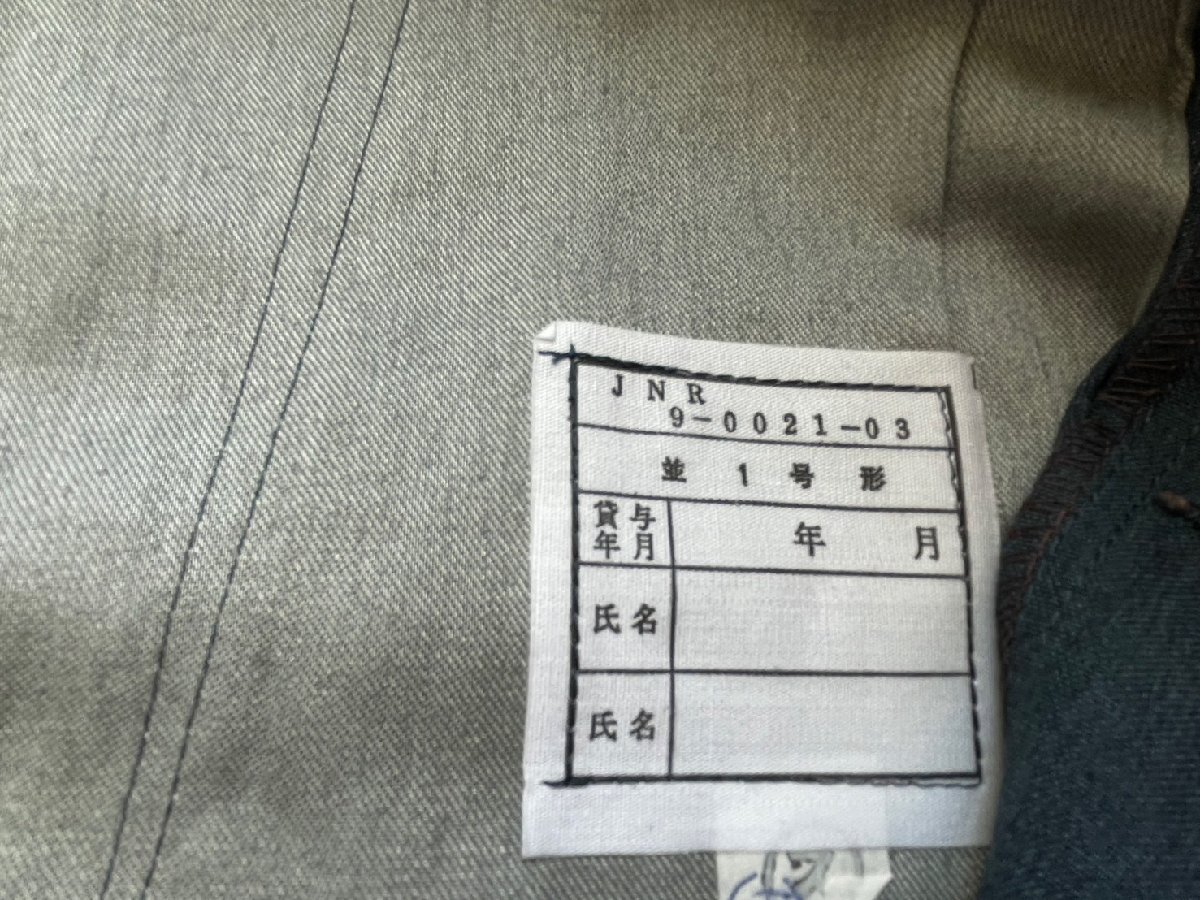 JNR
9-0021-03
並 1 号 形
貸与
年月
年 月
氏名
氏名